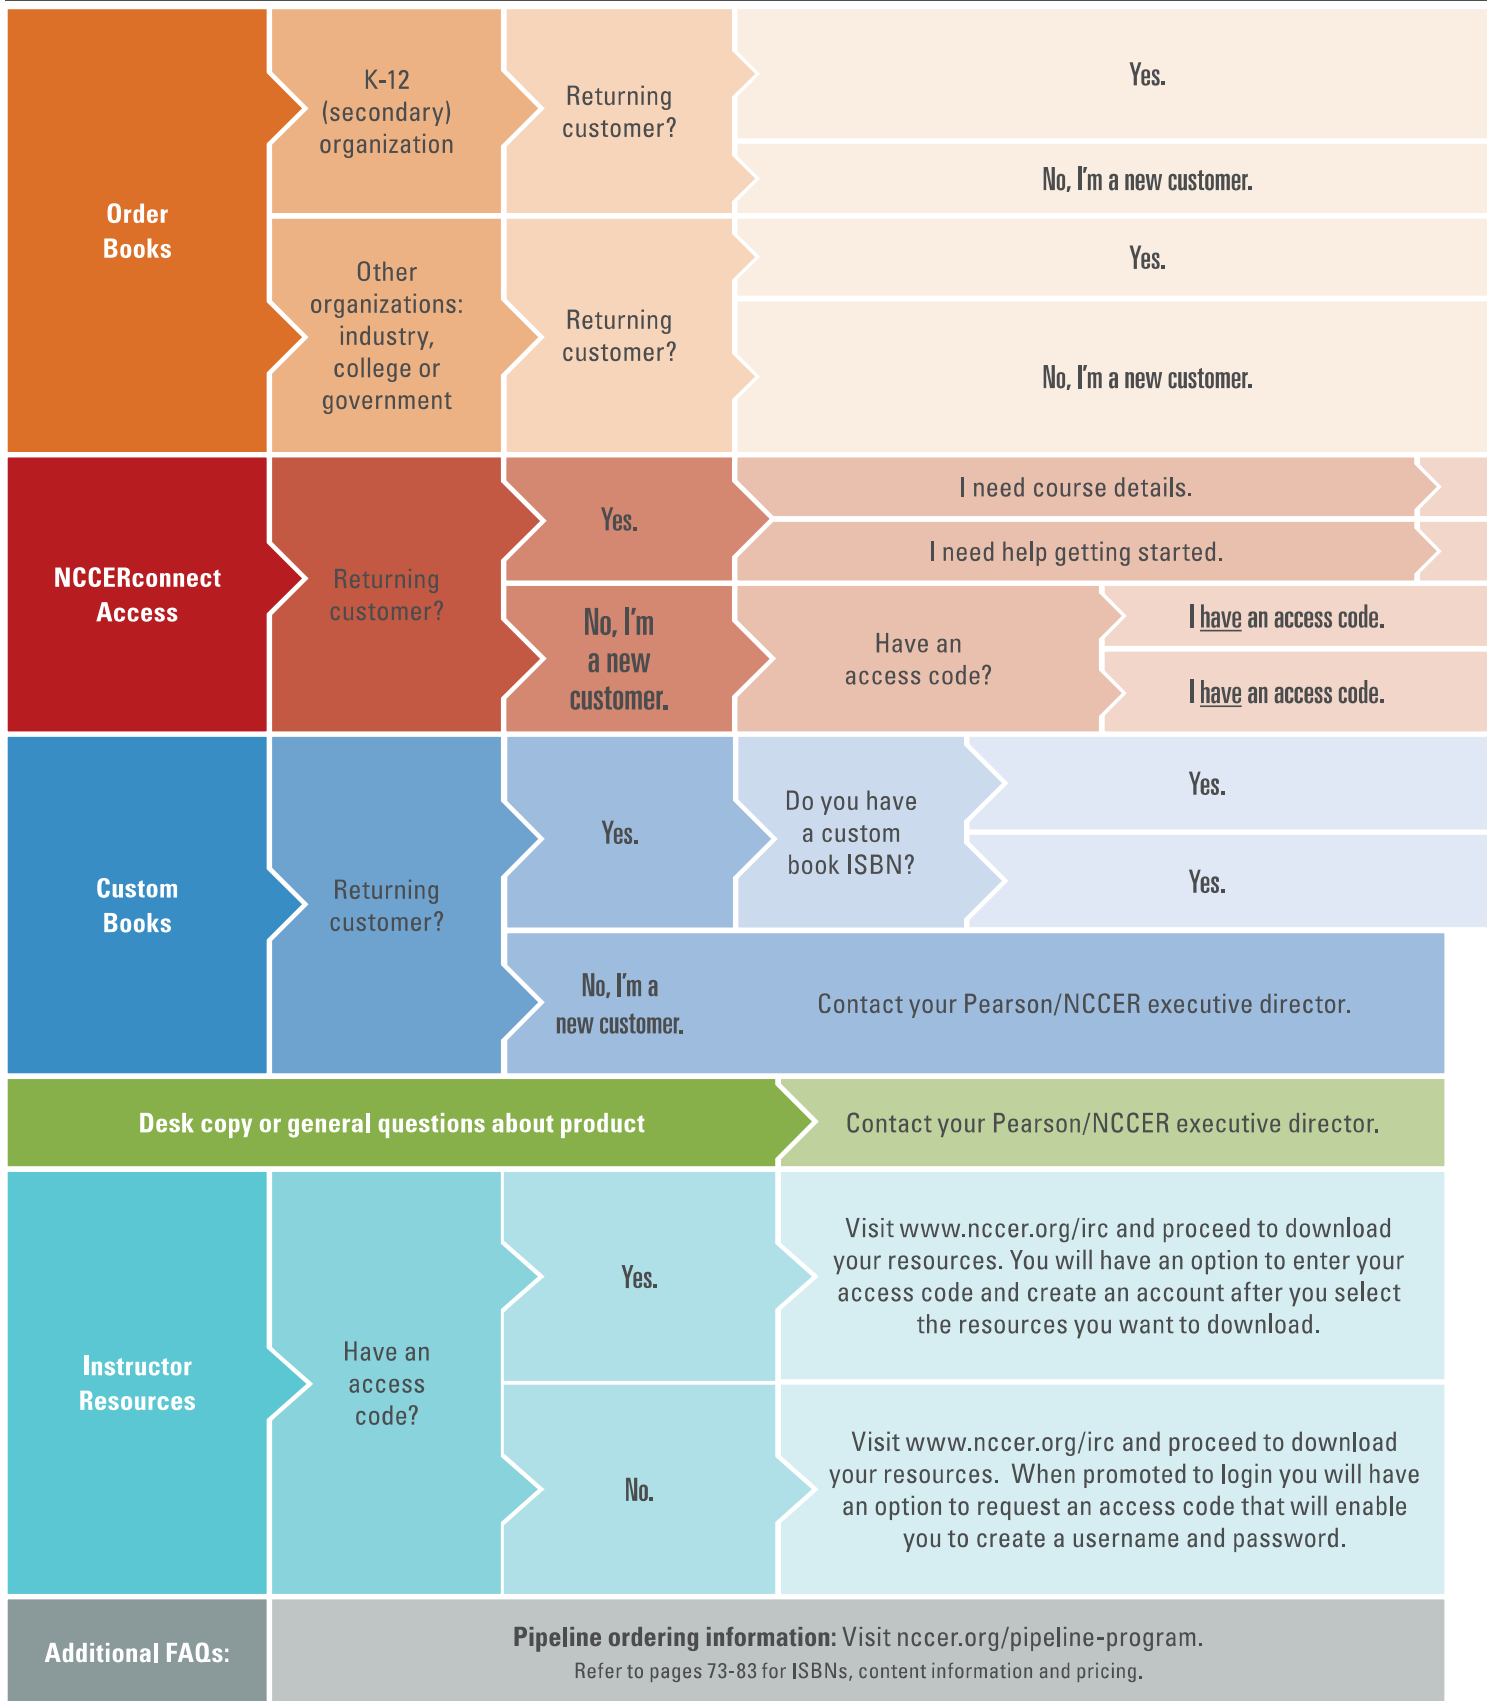 Order
Books
K-12
(secondary)
organization
Returning
customer?
Yes.
No, I'm a new customer.
Other
organizations:
industry,
college or
government
Returning
customer?
Yes.
No, I'm a new customer.
NCCERconnect
Access
Returning
customer?
Yes.
I need course details.
I need help getting started.
No, I'm
a new
customer.
Have an
access code?
I have an access code.
I have an access code.
Custom
Books
Returning
customer?
Yes.
Do you have
a custom
book ISBN?
Yes.
Yes.
No, I'm a
new customer.
Contact your Pearson/NCCER executive director.
Desk copy or general questions about product
Contact your Pearson/NCCER executive director.
Instructor
Resources
Have an
access
code?
Yes.
Visit www.nccer.org/irc and proceed to download
your resources. You will have an option to enter your
access code and create an account after you select
the resources you want to download.
No.
Visit www.nccer.org/irc and proceed to download
your resources.  When promoted to login you will have
an option to request an access code that will enable
you to create a username and password.
Additional FAQs:
Pipeline ordering information: Visit nccer.org/pipeline-program.
Refer to pages 73-83 for ISBNs, content information and pricing.